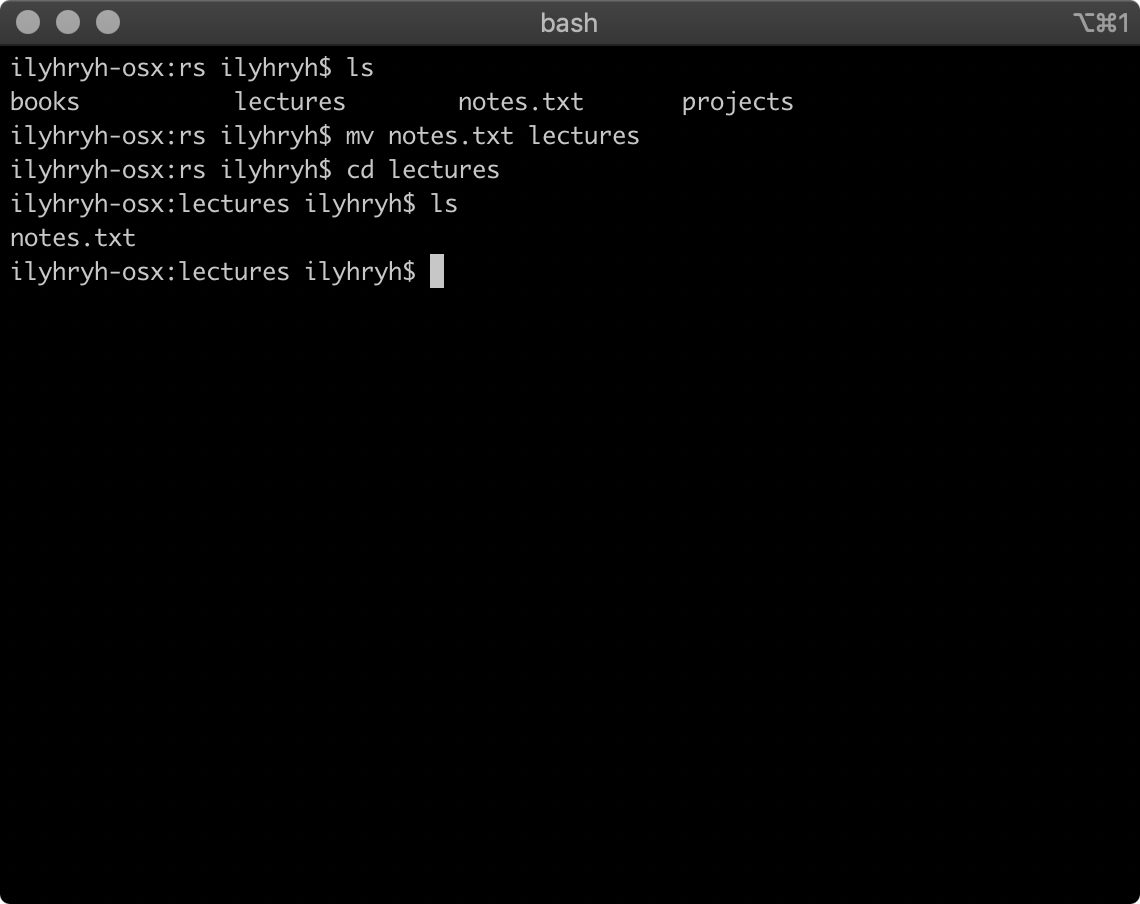 bash
⌥⌘1
ilyhryh-osx:rs ilyhryh$ ls
books           lectures        notes.txt       projects
ilyhryh-osx:rs ilyhryh$ mv notes.txt lectures
ilyhryh-osx:rs ilyhryh$ cd lectures
ilyhryh-osx:lectures ilyhryh$ ls
notes.txt
ilyhryh-osx:lectures ilyhryh$